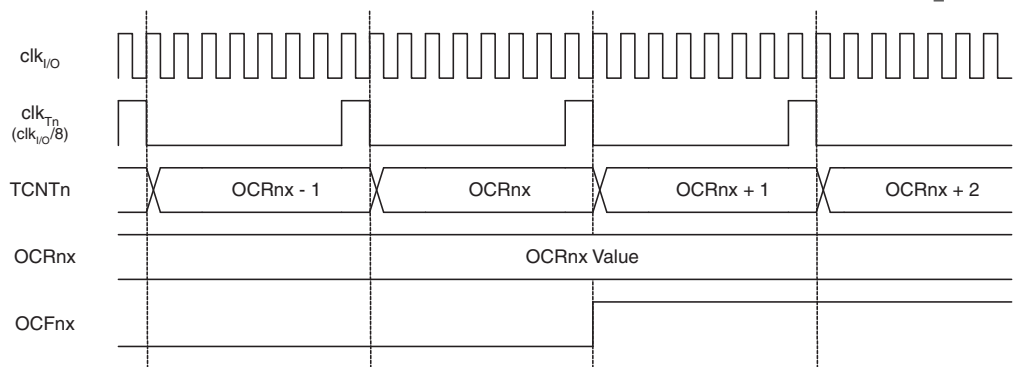 clkI/O
clkTn
(clkI/O/8)
TCNTn OCRnx - 1 OCRnx OCRnx + 1 OCRnx + 2
OCRnx OCRnx Value
OCFnx